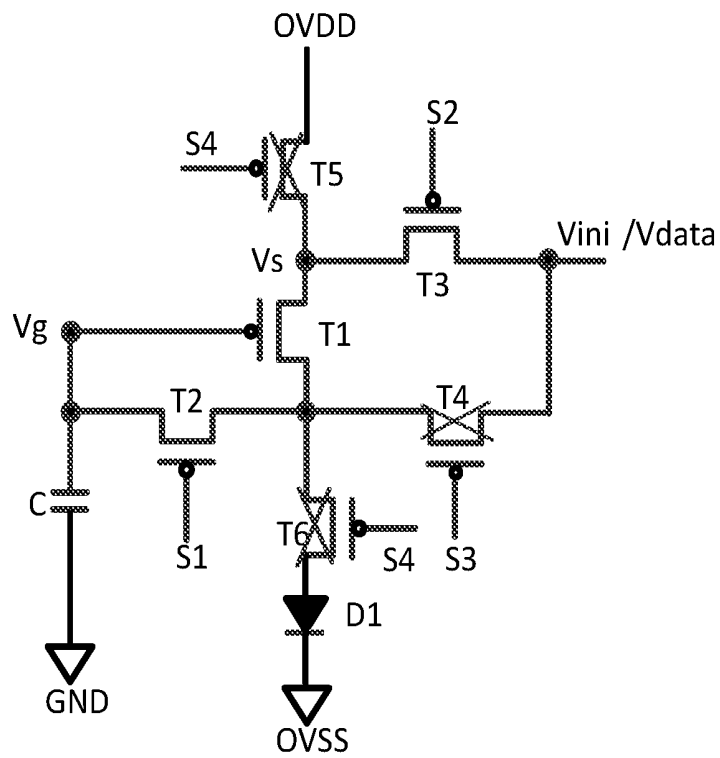 OVDD
S2
S4
T5
Vini /Vdata
Vs
T3
Vg
T1
T2
T4
C
T6
S1
S4
S3
D1
GND
OVSS